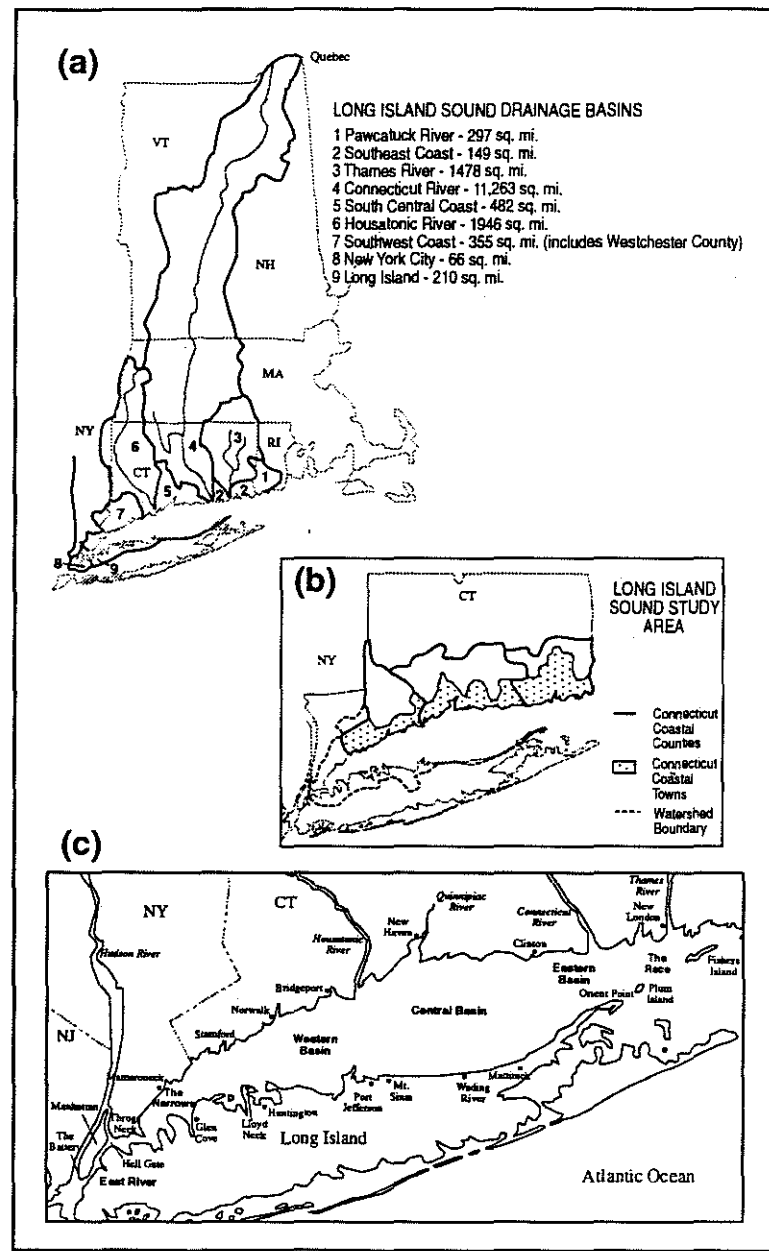 (a)
Quebec
VT
LONG ISLAND SOUND DRAINAGE BASINS
1 Pawcatuck River - 297 sq. mi.
2 Southeast Coast - 149 sq. mi.
3 Thames River - 1478 sq. mi.
4 Connecticut River - 11,263 sq. mi.
5 South Central Coast - 482 sq. mi.
6 Housatonic River - 1946 sq. mi.
7 Southwest Coast - 355 sq. mi. (includes Westchester County)
8 New York City - 66 sq. mi.
9 Long Island - 210 sq. mi.
NH
MA
NY
RI
CT
6
4
3
5
2
2
1
7
8
9
(b)
CT
NY
LONG ISLAND
SOUND STUDY
AREA
Connecticut
Coastal
Counties
Connecticut
Coastal
Towns
Watershed
Boundary
(c)
NY
CT
NJ
Hudson River
Housatonic
River
Quinnipiac
River
New
Haven
Connecticut
River
Clinton
Thames
River
New
London
The
Race
Fishers
Island
Eastern
Basin
Orient Point
Plum
Island
Bridgeport
Norwalk
Stamford
Central Basin
Western
Basin
Mamaroneck
The
Narrows
Manhattan
Throgs
Neck
The
Battery
Hell Gate
East River
Glen
Cove
Lloyd
Neck
Huntington
Port
Jefferson
Mt.
Sinai
Wading
River
Mattituck
Long Island
Atlantic Ocean